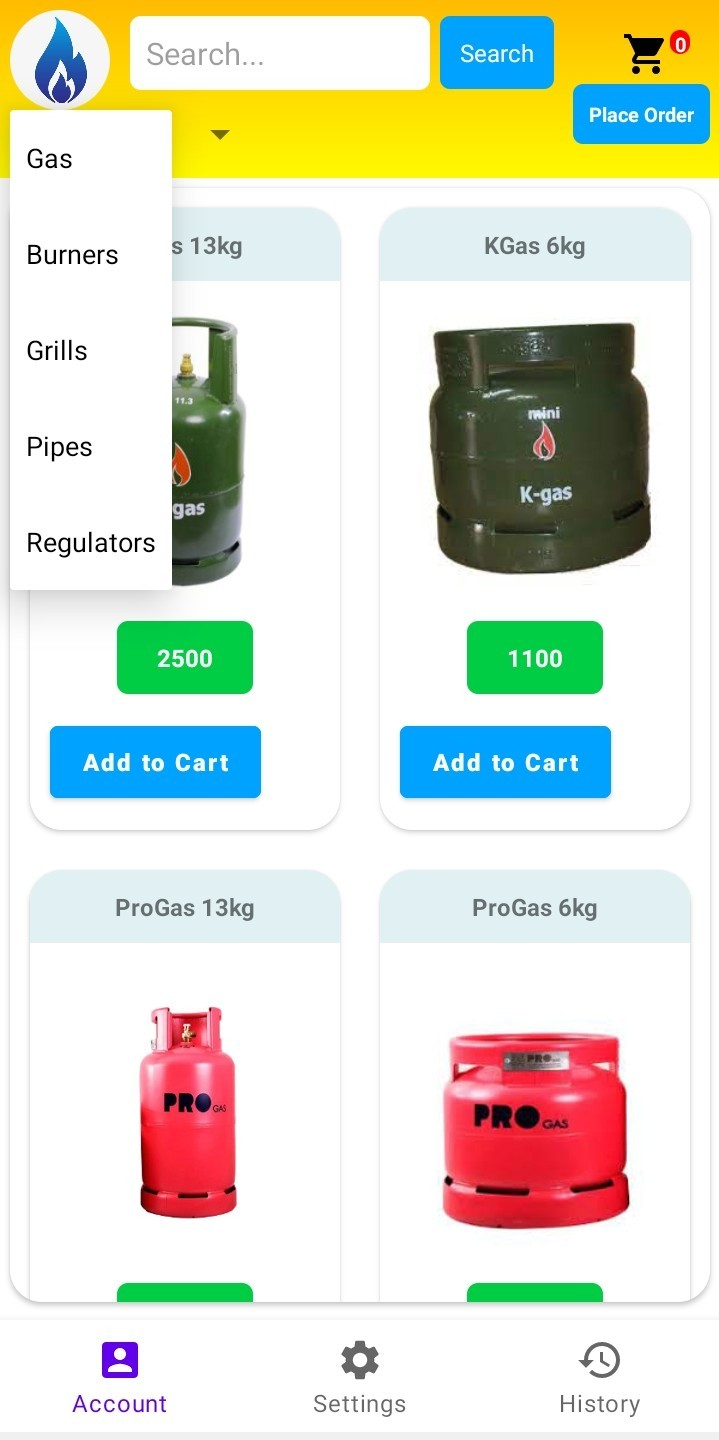 Search...
Search
0
Place Order
Gas
Burners
Grills
Pipes
Regulators
s 13kg
KGas 6kg
11.3
gas
mini
K-gas
2500
1100
Add to Cart
Add to Cart
ProGas 13kg
ProGas 6kg
PRO GAS
PRO
PRO GAS
Account
Settings
History